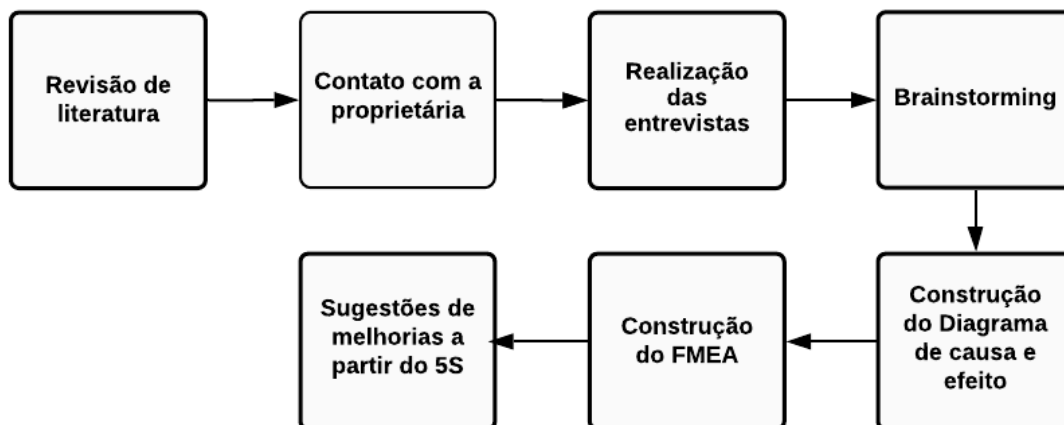 Revisão de
literatura
Contato com a
proprietária
Realização
das
entrevistas
Brainstorming
Construção
do Diagrama
de causa e
efeito
Construção
do FMEA
Sugestões de
melhorias a
partir do 5S